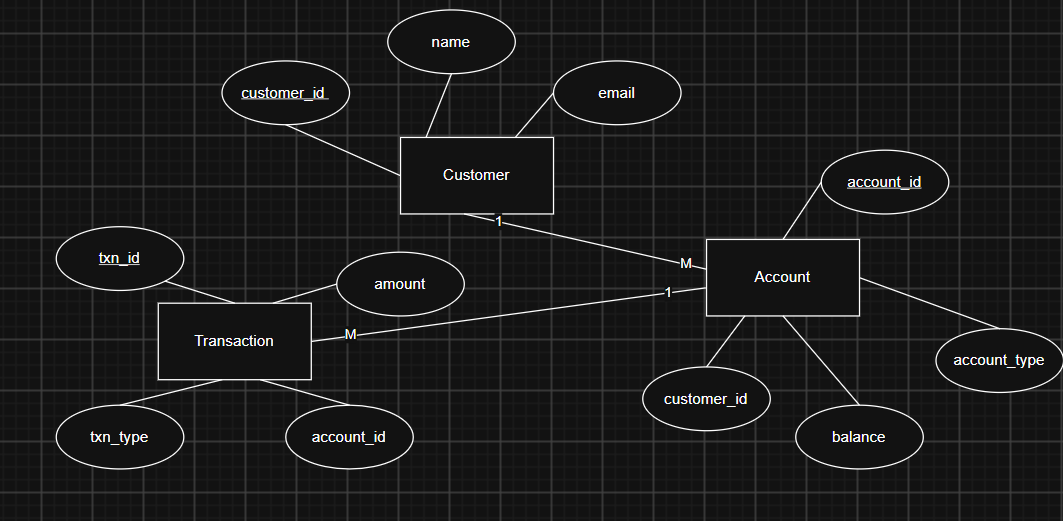 name
customer_id
email
Customer
account_id
1
txn_id
M
Account
amount
1
M
Transaction
account_type
customer_id
txn_type
account_id
balance